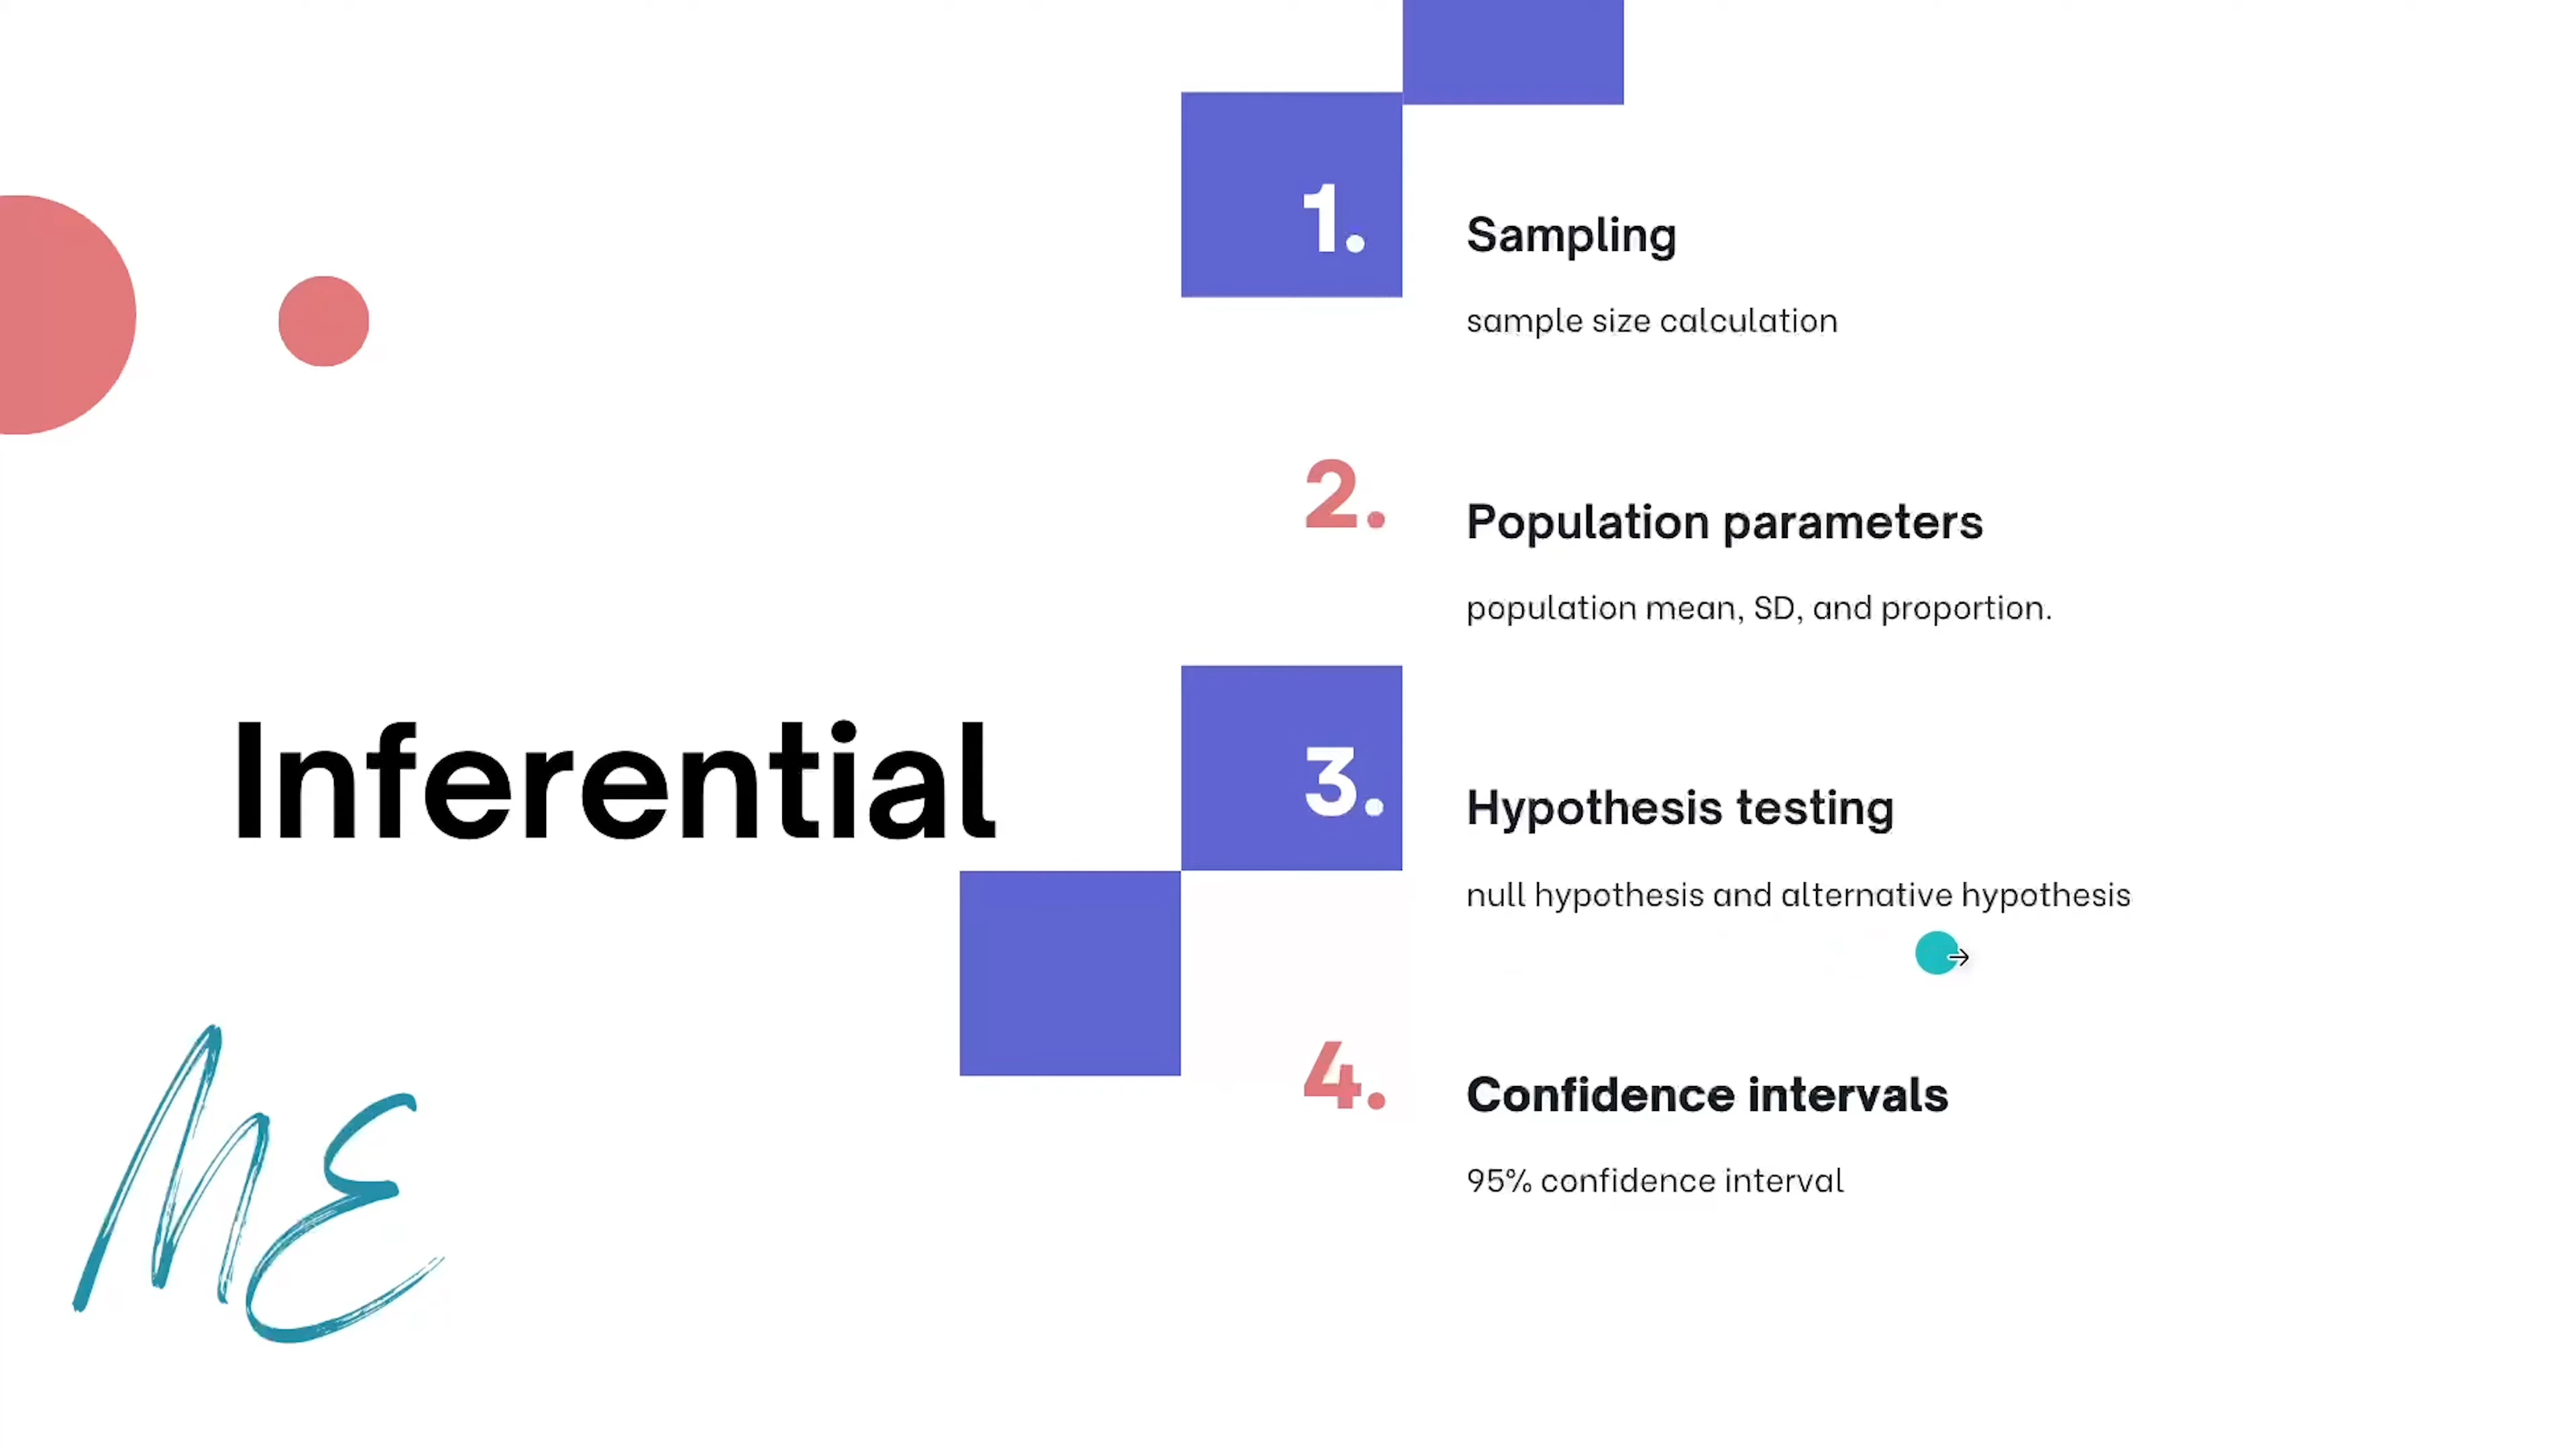 Inferential
1.
Sampling
sample size calculation
2.
Population parameters
population mean, SD, and proportion.
3.
Hypothesis testing
null hypothesis and alternative hypothesis
4.
Confidence intervals
95% confidence interval
ME